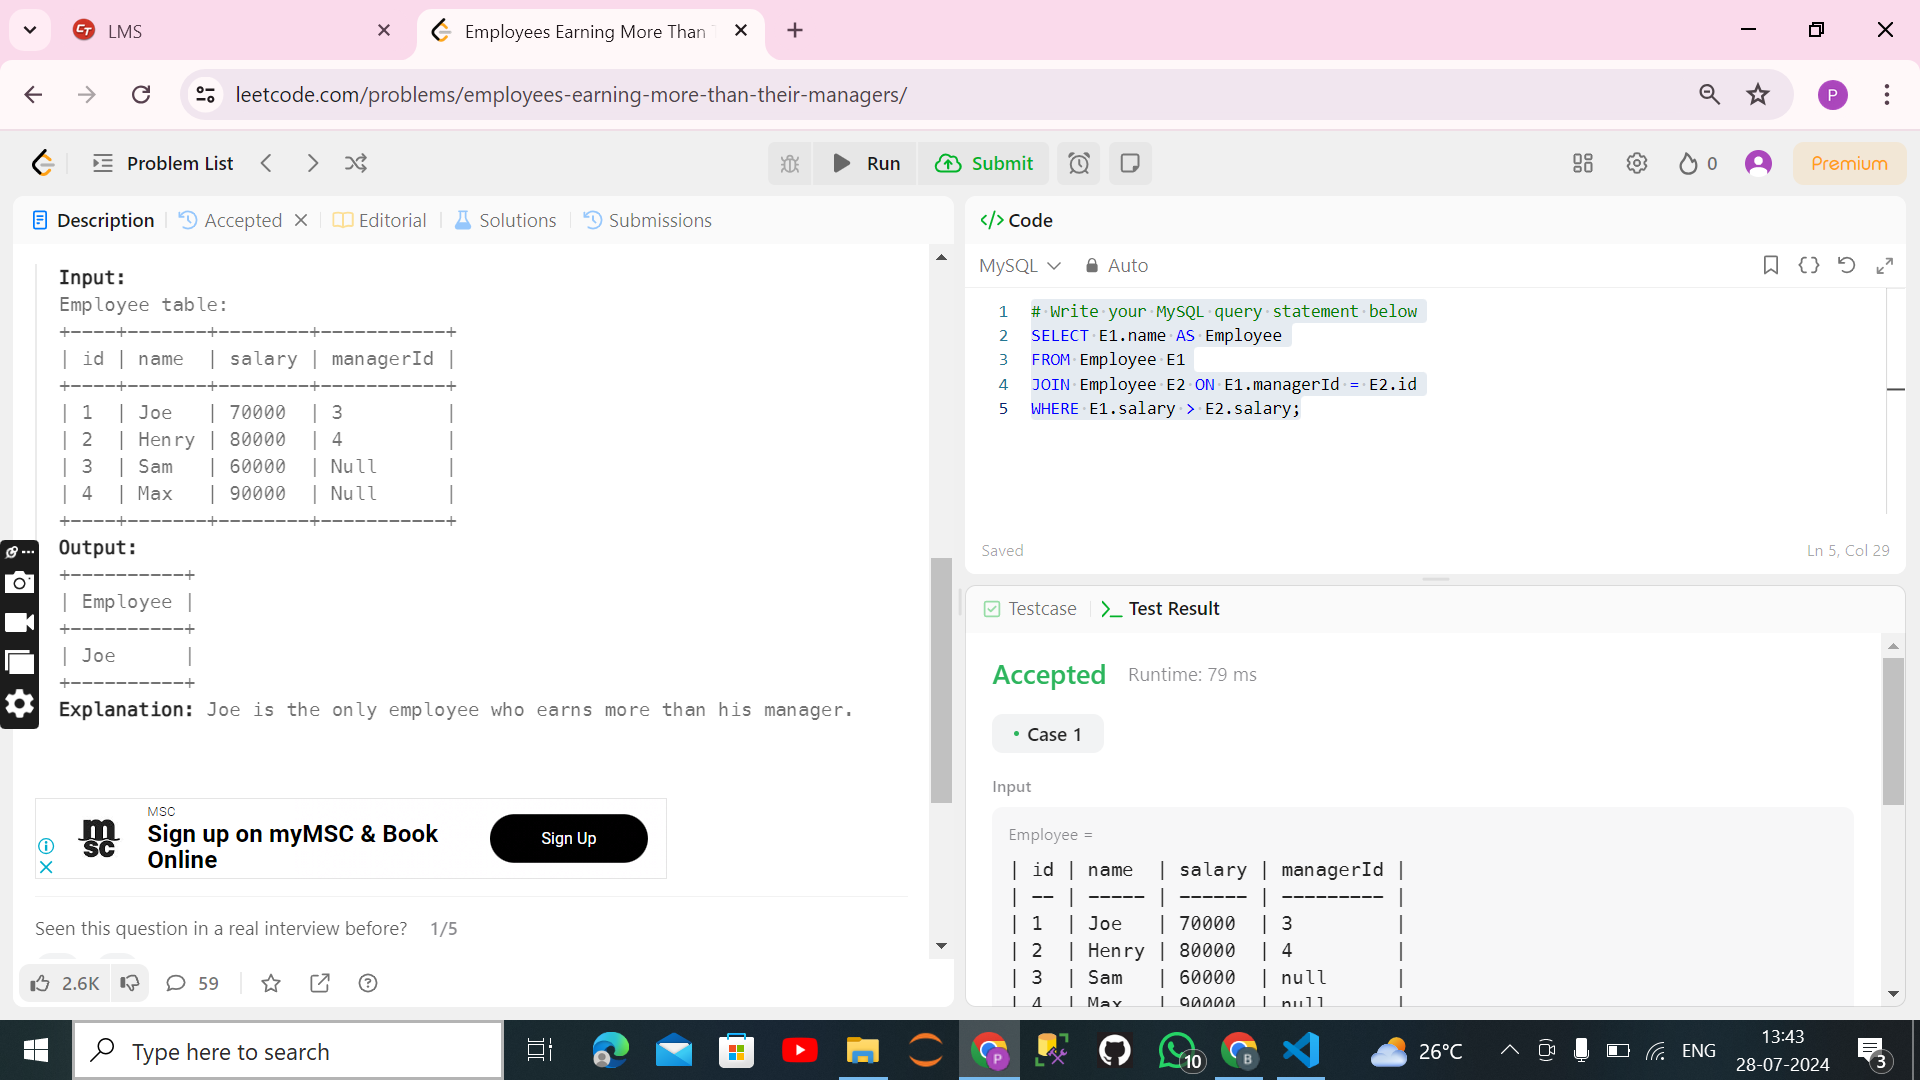 LMS
Employees Earning More Than T
leetcode.com/problems/employees-earning-more-than-their-managers/
P
Problem List
Run
Submit
0
Premium
Description
Accepted
Editorial
Solutions
Submissions
Input:
Employee table:
+----+-------+--------+-----------+
| id | name  | salary | managerId |
+----+-------+--------+-----------+
| 1  | Joe   | 70000  | 3         |
| 2  | Henry | 80000  | 4         |
| 3  | Sam   | 60000  | Null      |
| 4  | Max   | 90000  | Null      |
+----+-------+--------+-----------+
Output:
+----------+
| Employee |
+----------+
| Joe      |
+----------+
Explanation: Joe is the only employee who earns more than his manager.
MSC
msc
Sign up on myMSC & Book
Online
Sign Up
Seen this question in a real interview before? 1/5
2.6K
59
</> Code
MySQL
Auto
1 # Write your MySQL query statement below
2 SELECT E1.name AS Employee
3 FROM Employee E1
4 JOIN Employee E2 ON E1.managerId = E2.id
5 WHERE E1.salary > E2.salary;
Saved
Ln 5, Col 29
Testcase
Test Result
Accepted Runtime: 79 ms
• Case 1
Input
Employee =
| id | name  | salary | managerId |
| -- | ----- | ------ | --------- |
| 1  | Joe   | 70000  | 3         |
| 2  | Henry | 80000  | 4         |
| 3  | Sam   | 60000  | null      |
| 4  | Max   | 90000  | null      |
Type here to search
P
10
B
26°C
ENG
13:43
28-07-2024
3